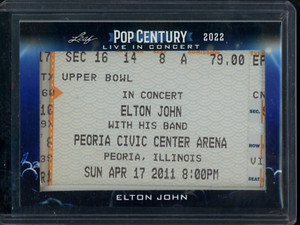 Leaf POP CENTURY 2022
LIVE IN CONCERT
17 SEC 16 14 8 A 79.00
UPPER BOWL
IN CONCERT
ELTON JOHN
WITH HIS BAND
PEORIA CIVIC CENTER ARENA
PEORIA, ILLINOIS
SUN APR 17 2011 8:00PM
ELTON JOHN